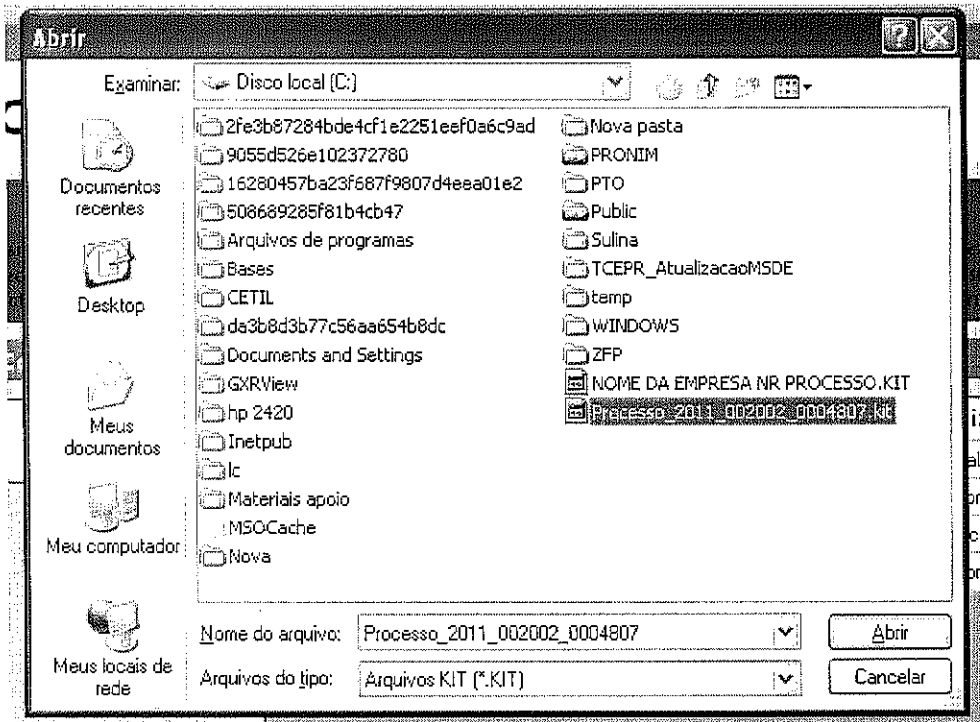 Abrir
Examinar: Disco local (C:)
Documentos
recentes
Desktop
Meus
documentos
Meu computador
Meus locais de
rede
2fe3b87284bde4cf1e2251eef0a6c9ad
9055d526e102372780
16280457ba23f687f9807d4eea01e2
508689285f81b4cb47
Arquivos de programas
Bases
CETIL
da3b8d3b77c56aa654b8dc
Documents and Settings
GXRView
hp 2420
Inetpub
lc
Materiais apoio
MSOCache
Nova
Nova pasta
PRONIM
PTO
Public
Sulina
TCEPR_AtualizacaoMSDE
temp
WINDOWS
ZFP
NOME DA EMPRESA NR PROCESSO.KIT
Processo_2011_002002_0004807.kit
Nome do arquivo: Processo_2011_002002_0004807
Abrir
Arquivos do tipo: Arquivos KIT (*.KIT)
Cancelar